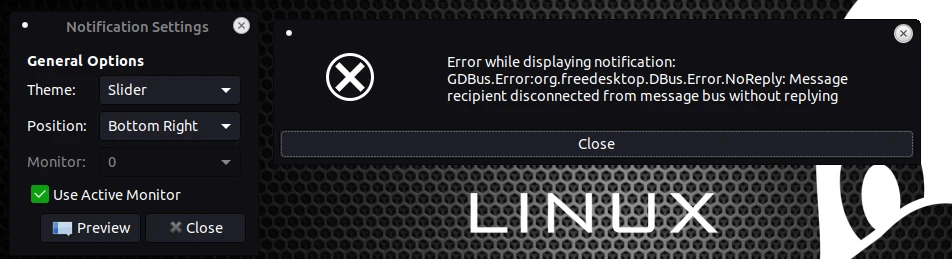 Notification Settings
General Options
Theme: Slider
Position: Bottom Right
Monitor: 0
Use Active Monitor
Preview Close
Error while displaying notification:
GDBus.Error:org.freedesktop.DBus.Error.NoReply: Message
recipient disconnected from message bus without replying
Close
LINUX